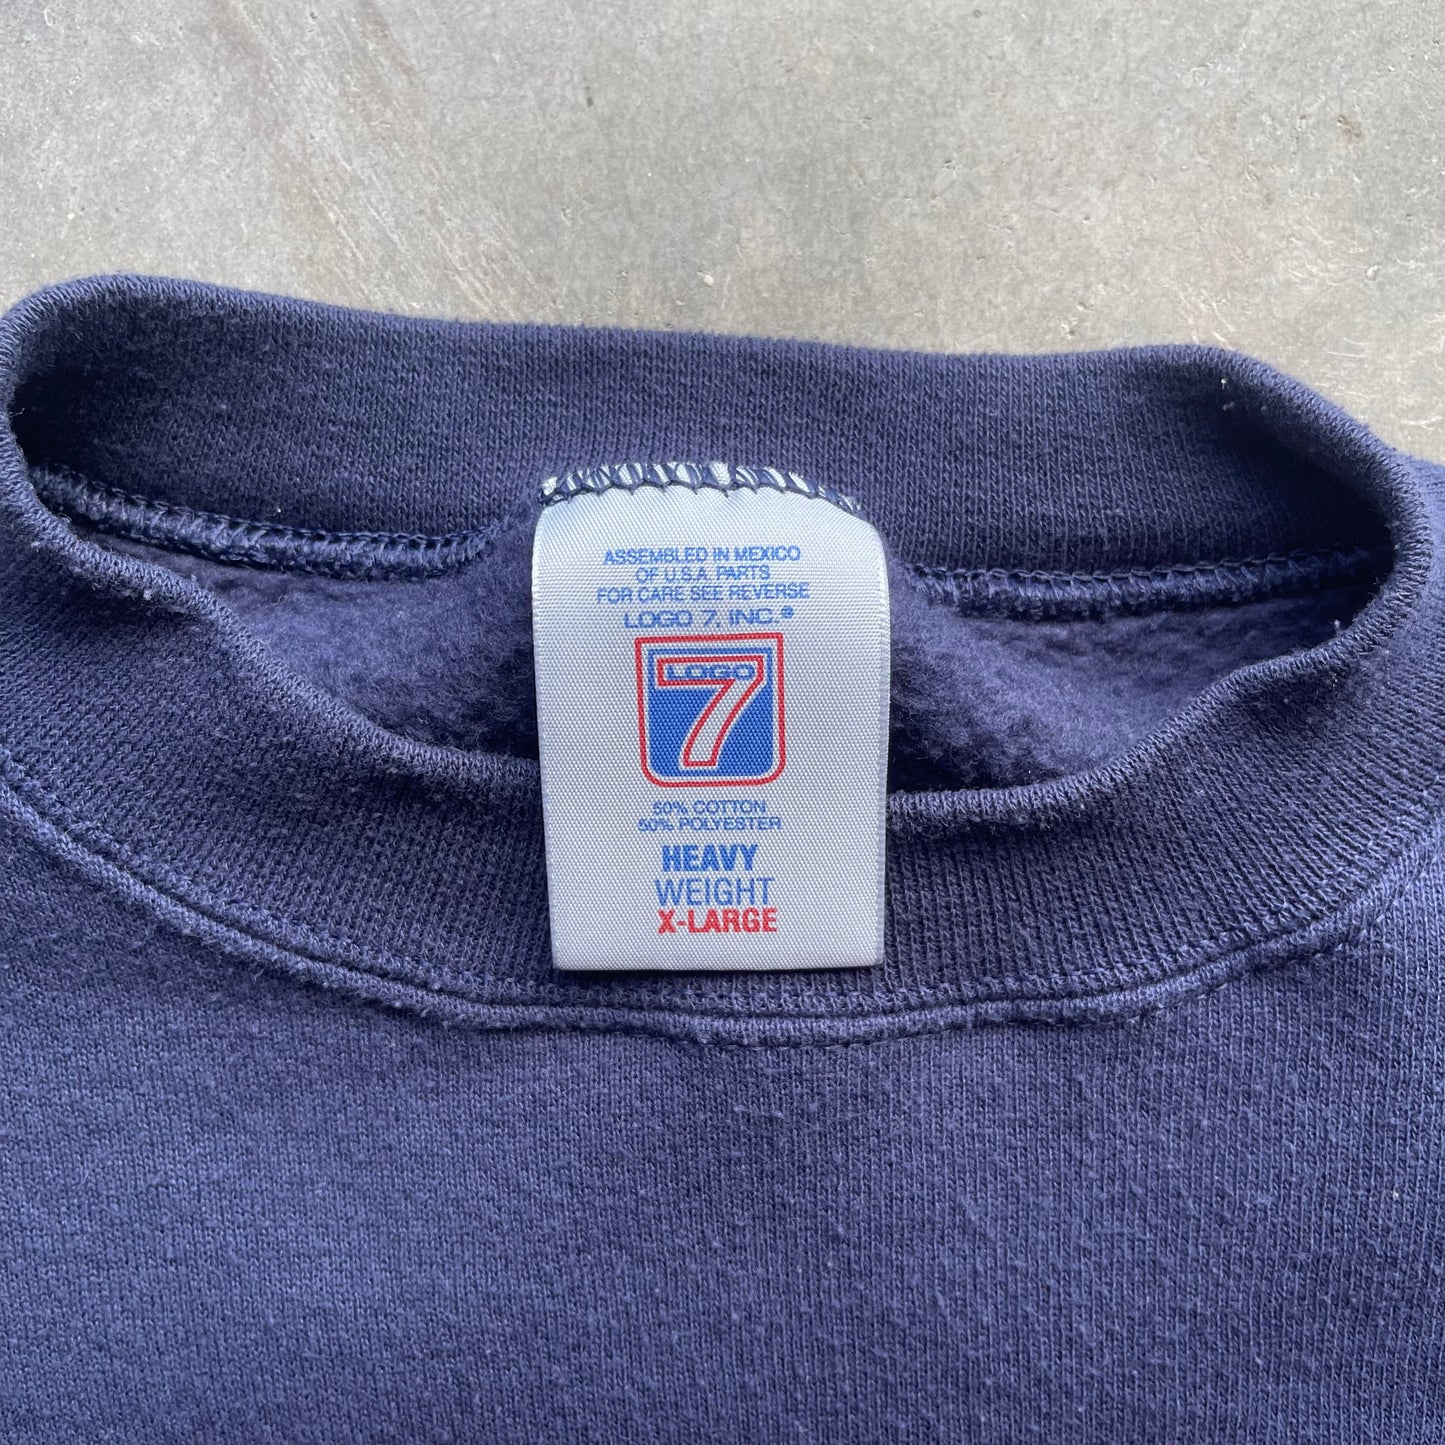 ASSEMBLED IN MEXICO
OF U.S.A. PARTS
FOR CARE SEE REVERSE
LOGO 7, INC.®
LOGO
7
50% COTTON
50% POLYESTER
HEAVY
WEIGHT
X-LARGE